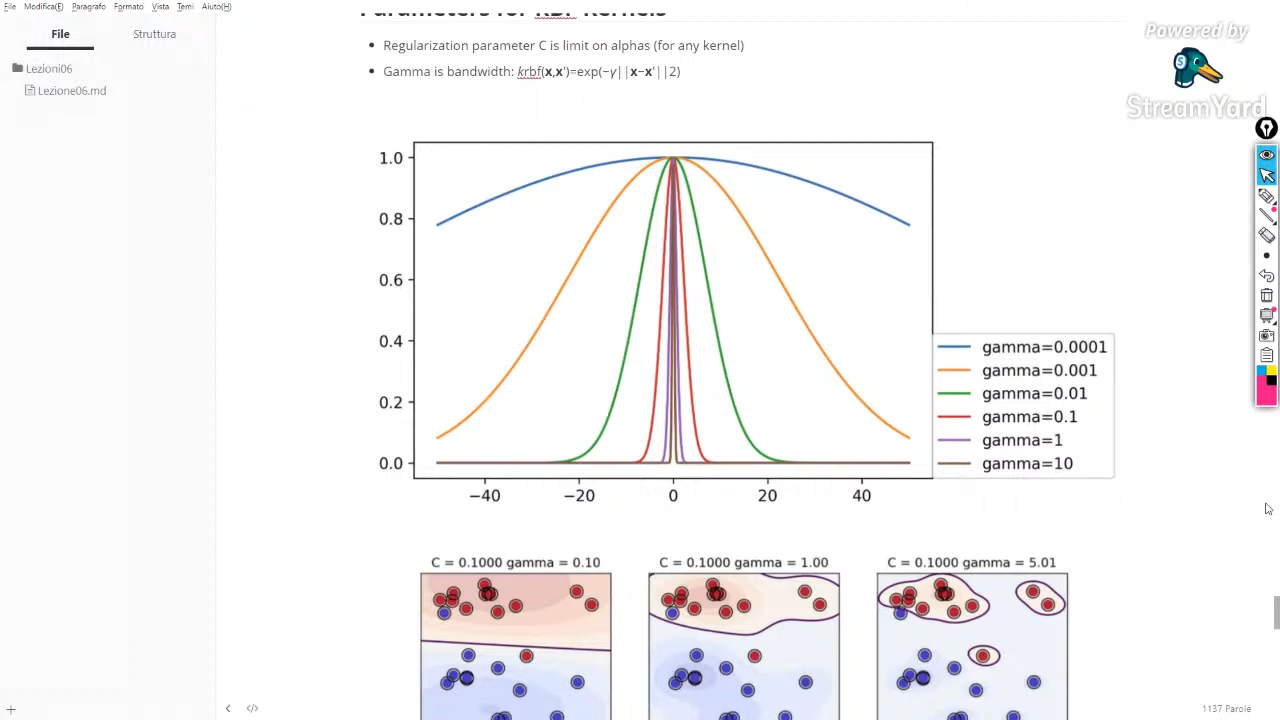 File Modifica(E) Paragrafo Formato Vista Temi Aiuto(H)
File Struttura
Lezioni06
Lezione06.md
Parameters for RBF Kernels
• Regularization parameter C is limit on alphas (for any kernel)
• Gamma is bandwidth: krbf(x,x')=exp(−γ||x−x'||2)
Powered by
StreamYard
1.0
0.8
0.6
0.4
0.2
0.0
−40 −20 0 20 40
gamma=0.0001
gamma=0.001
gamma=0.01
gamma=0.1
gamma=1
gamma=10
C = 0.1000 gamma = 0.10
C = 0.1000 gamma = 1.00
C = 0.1000 gamma = 5.01
1137 Parole